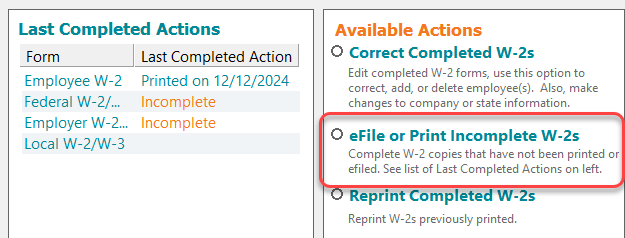 Last Completed Actions
Form Last Completed Action
Employee W-2 Printed on 12/12/2024
Federal W-2/... Incomplete
Employer W-2... Incomplete
Local W-2/W-3
Available Actions
Correct Completed W-2s
Edit completed W-2 forms, use this option to
correct, add, or delete employee(s). Also, make
changes to company or state information.
eFile or Print Incomplete W-2s
Complete W-2 copies that have not been printed or
efiled. See list of Last Completed Actions on left.
Reprint Completed W-2s
Reprint W-2s previously printed.